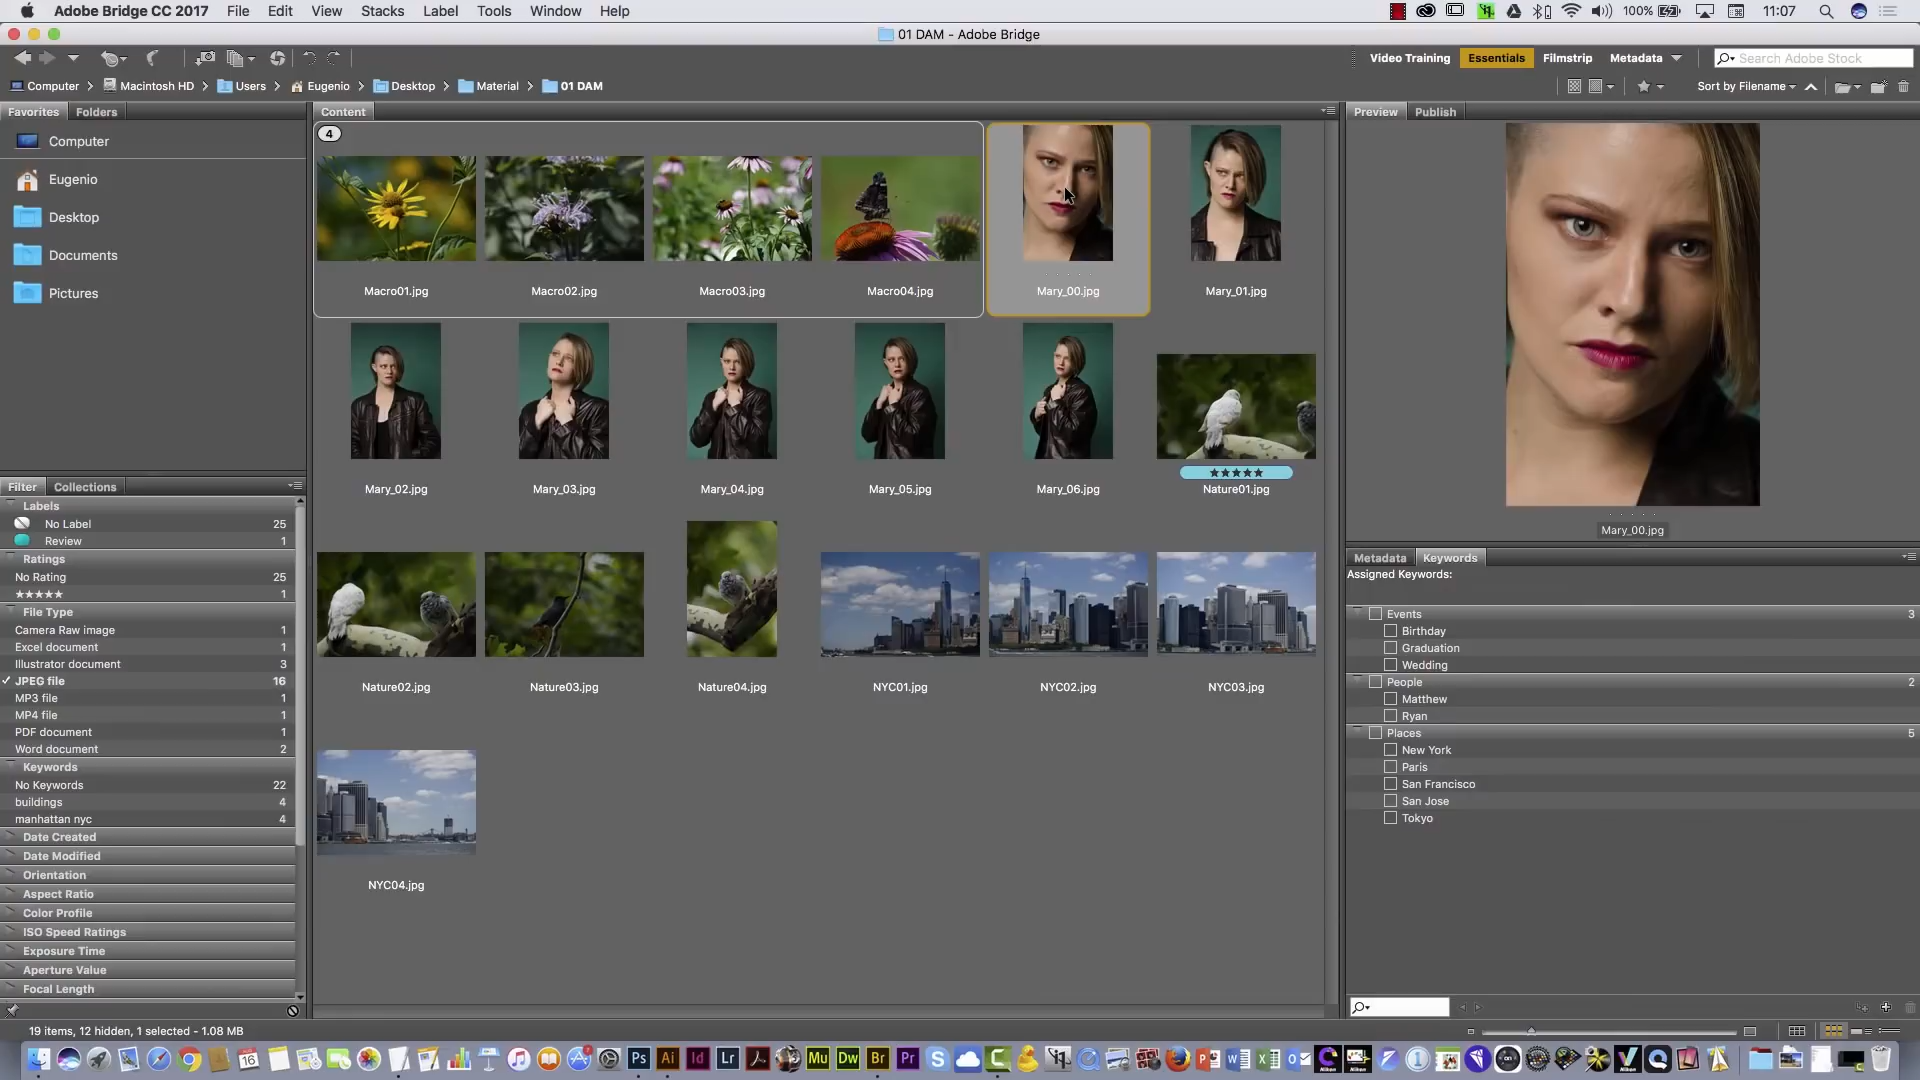 Adobe Bridge CC 2017 File Edit View Stacks Label Tools Window Help 100% 11:07
01 DAM - Adobe Bridge
Video Training Essentials Filmstrip Metadata Search Adobe Stock
Computer Macintosh HD Users Eugenio Desktop Material 01 DAM Sort by Filename
Favorites Folders
Computer
Eugenio
Desktop
Documents
Pictures
Content
4
Macro01.jpg Macro02.jpg Macro03.jpg Macro04.jpg Mary_00.jpg Mary_01.jpg
Mary_02.jpg Mary_03.jpg Mary_04.jpg Mary_05.jpg Mary_06.jpg Nature01.jpg
Nature02.jpg Nature03.jpg Nature04.jpg NYC01.jpg NYC02.jpg NYC03.jpg
NYC04.jpg
Filter Collections
Labels
No Label 25
Review 1
Ratings
No Rating 25
★★★★★ 1
File Type
Camera Raw image 1
Excel document 1
Illustrator document 3
JPEG file 16
MP3 file 1
MP4 file 1
PDF document 1
Word document 2
Keywords
No Keywords 22
buildings 4
manhattan nyc 4
Date Created
Date Modified
Orientation
Aspect Ratio
Color Profile
ISO Speed Ratings
Exposure Time
Aperture Value
Focal Length
Preview Publish
Mary_00.jpg
Metadata Keywords
Assigned Keywords:
Events 3
Birthday
Graduation
Wedding
People 2
Matthew
Ryan
Places 5
New York
Paris
San Francisco
San Jose
Tokyo
19 items, 12 hidden, 1 selected - 1.08 MB
16 Ps Ai Id Lr Mu Dw Br Pr